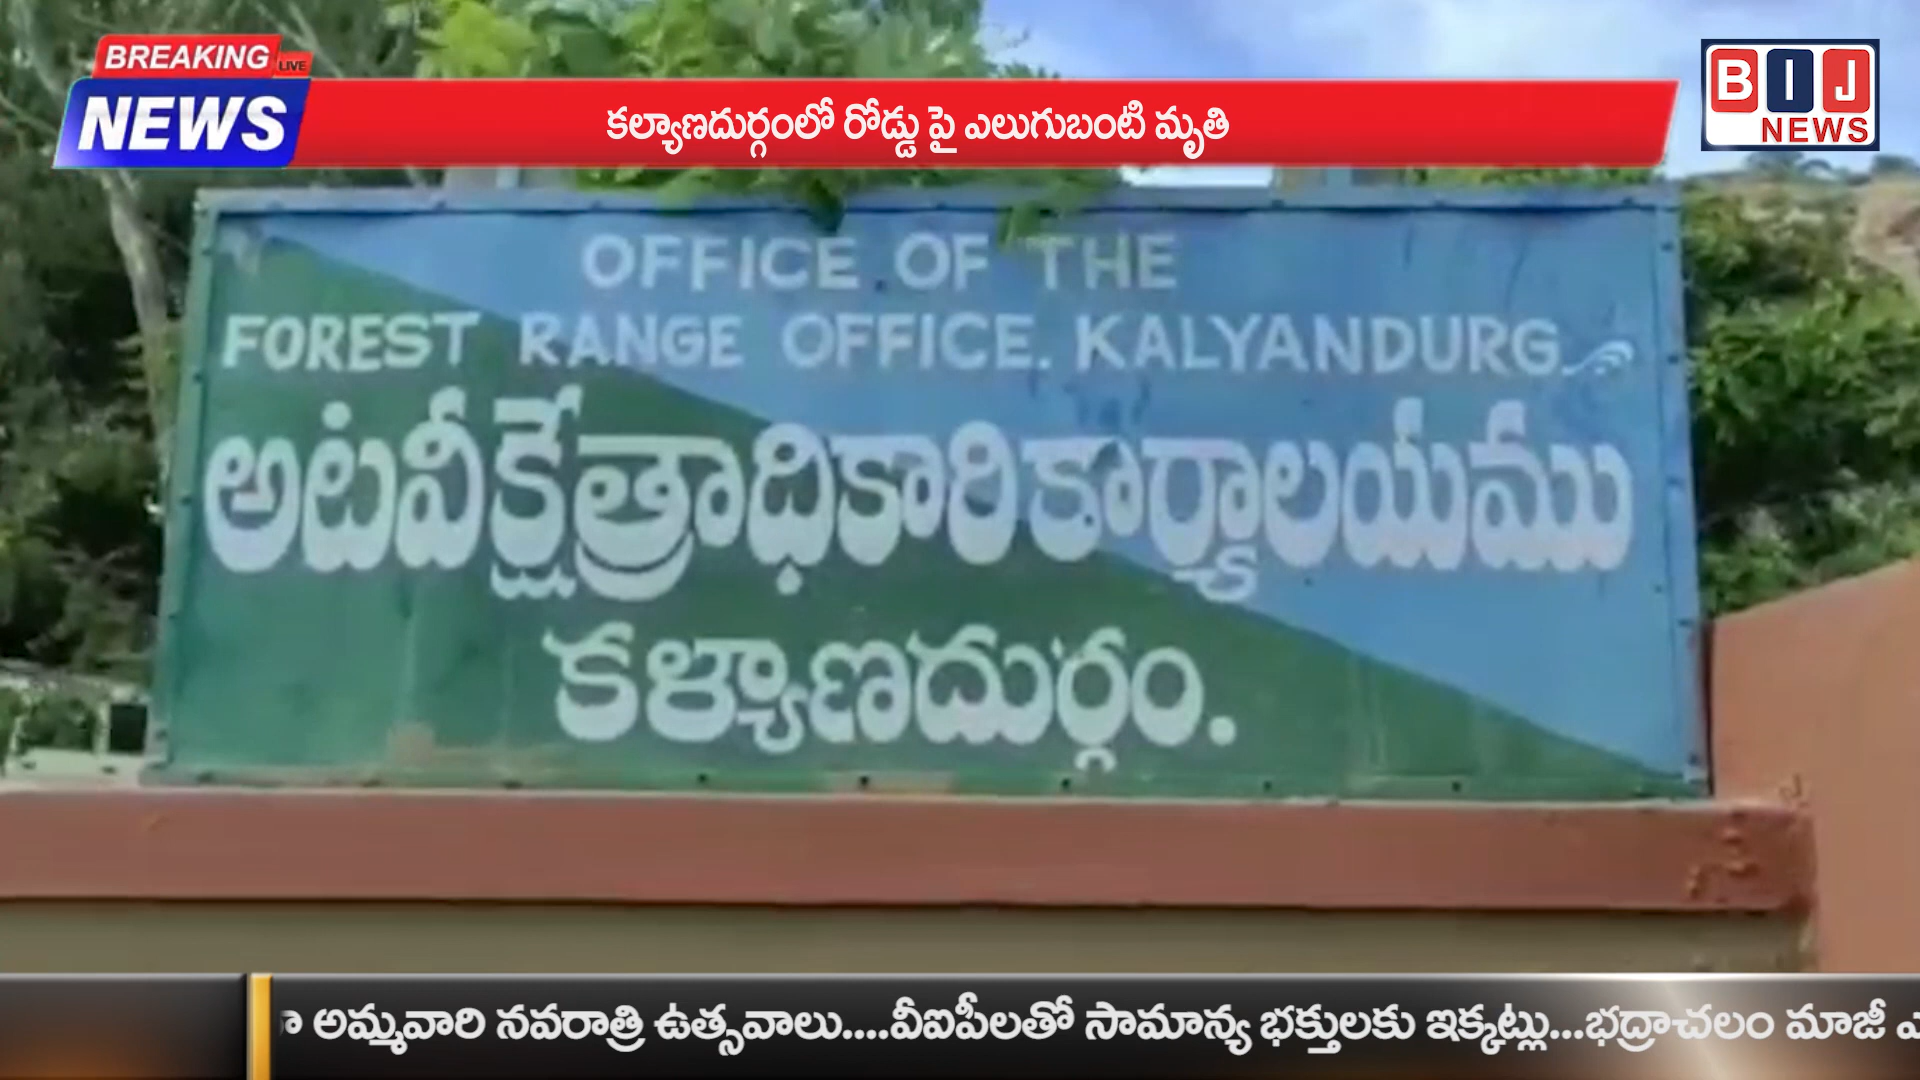 BREAKING LIVE
NEWS
కల్యాణదుర్గంలో రోడ్డు పై ఎలుగుబంటి మృతి
BIJ
NEWS
OFFICE OF THE
FOREST RANGE OFFICE. KALYANDURG.
అటవీక్షేత్రాధికారి కార్యాలయము
కళ్యాణదుర్గం.
అమ్మవారి నవరాత్రి ఉత్సవాలు....వీఐపీలతో సామాన్య భక్తులకు ఇక్కట్లు...భద్రాచలం మాజీ